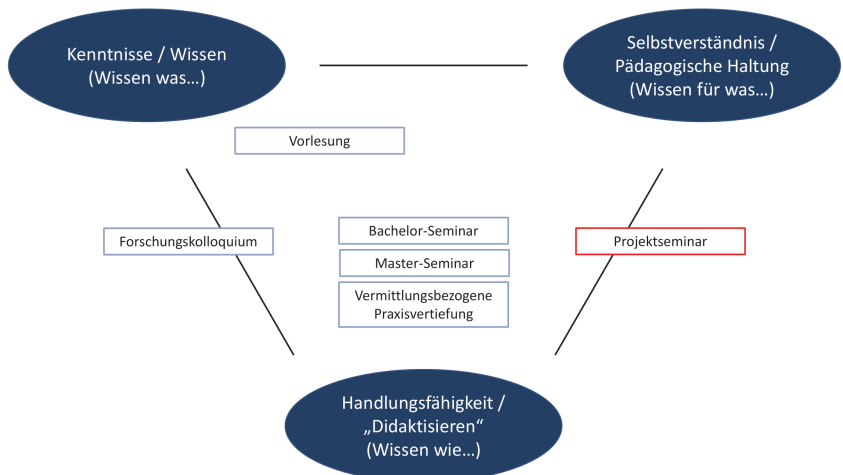 Kenntnisse / Wissen
(Wissen was…)
Selbstverständnis /
Pädagogische Haltung
(Wissen für was…)
Vorlesung
Forschungskolloquium
Bachelor-Seminar
Master-Seminar
Vermittlungsbezogene
Praxisvertiefung
Projektseminar
Handlungsfähigkeit /
„Didaktisieren“
(Wissen wie…)